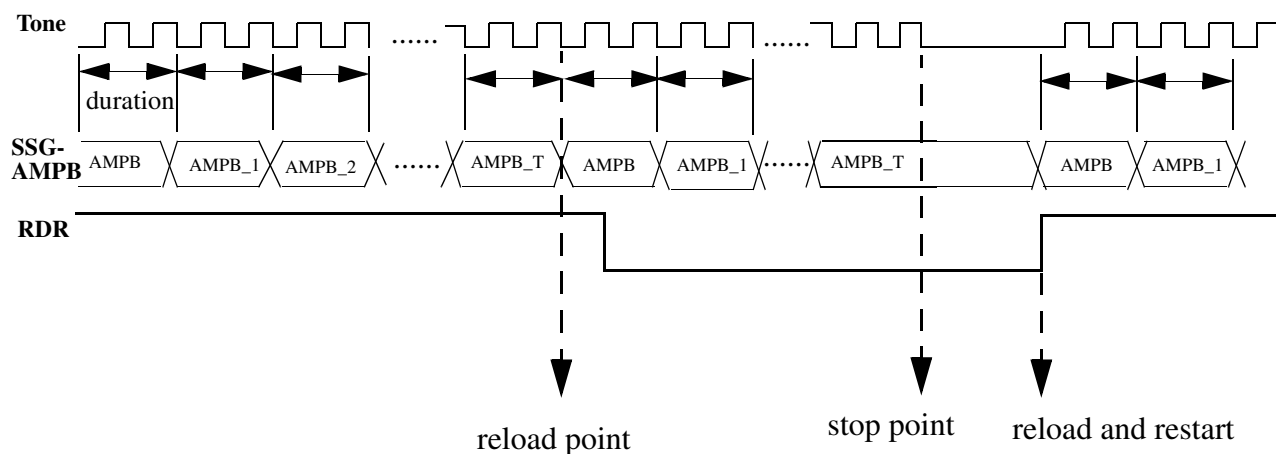 Tone
...... ......
duration
SSG-
AMPB
AMPB AMPB_1 AMPB_2 ...... AMPB_T AMPB AMPB_1 ...... AMPB_T AMPB AMPB_1
RDR
reload point stop point reload and restart